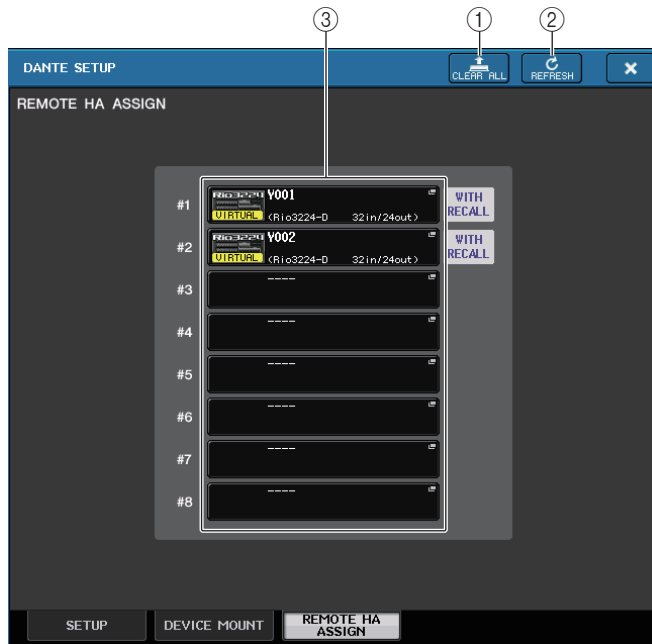 ③ ① ②
DANTE SETUP
CLEAR ALL
REFRESH
REMOTE HA ASSIGN
#1
Rio3224
VIRTUAL
Y001
(Rio3224-D 32in/24out)
WITH
RECALL
#2
Rio3224
VIRTUAL
Y002
(Rio3224-D 32in/24out)
WITH
RECALL
#3
----
#4
----
#5
----
#6
----
#7
----
#8
----
SETUP
DEVICE MOUNT
REMOTE HA
ASSIGN